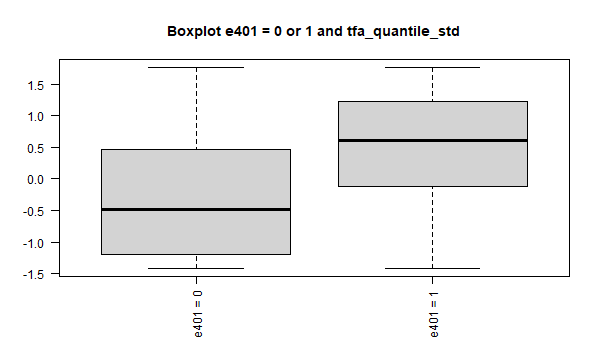 Boxplot e401 = 0 or 1 and tfa_quantile_std
1.5
1.0
0.5
0.0
-0.5
-1.0
-1.5
e401 = 0
e401 = 1